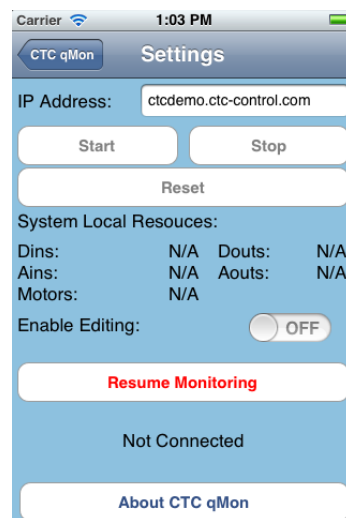 Carrier 1:03 PM
CTC qMon Settings
IP Address: ctcdemo.ctc-control.com
Start Stop
Reset
System Local Resouces:
Dins: N/A Douts: N/A
Ains: N/A Aouts: N/A
Motors: N/A
Enable Editing: OFF
Resume Monitoring
Not Connected
About CTC qMon